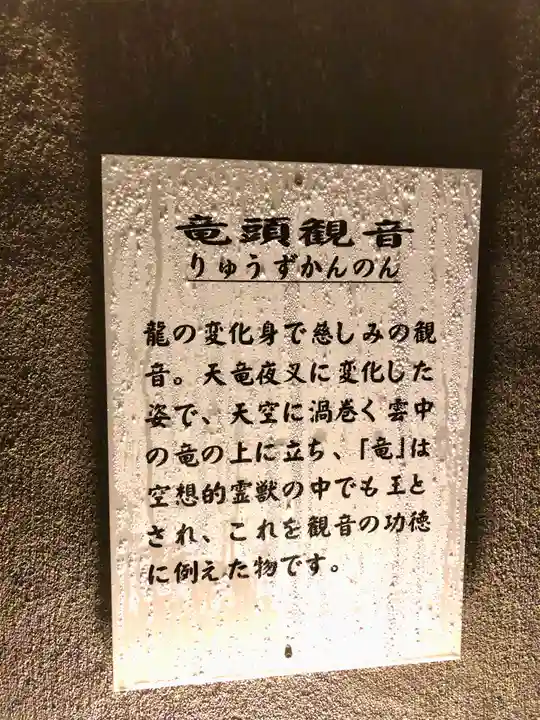 竜頭観音
りゅうずかんのん
龍の変化身で慈しみの観
音。天竜夜叉に変化した
姿で、天空に渦巻く雲中
の竜の上に立ち、「竜」は
空想的霊獣の中でも王と
され、これを観音の功徳
に例えた物です。